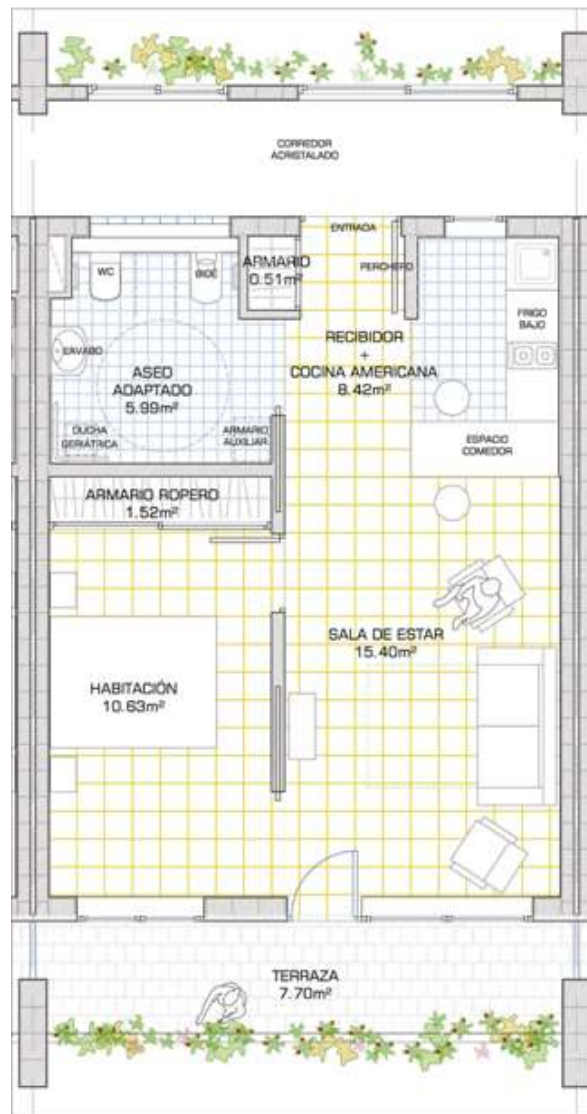 CORREDOR
ACRISTALADO
ENTRADA
ARMARIO
0.51m²
PERCHERO
WC
BIDÉ
FRIGO
BAJO
RECIBIDOR
+
COCINA AMERICANA
8.42m²
LAVABO
ASEO
ADAPTADO
5.99m²
DUCHA
GERIÁTRICA
ARMARIO
AUXILIAR
ESPACIO
COMEDOR
ARMARIO ROPERO
1.52m²
SALA DE ESTAR
15.40m²
HABITACIÓN
10.63m²
TERRAZA
7.70m²